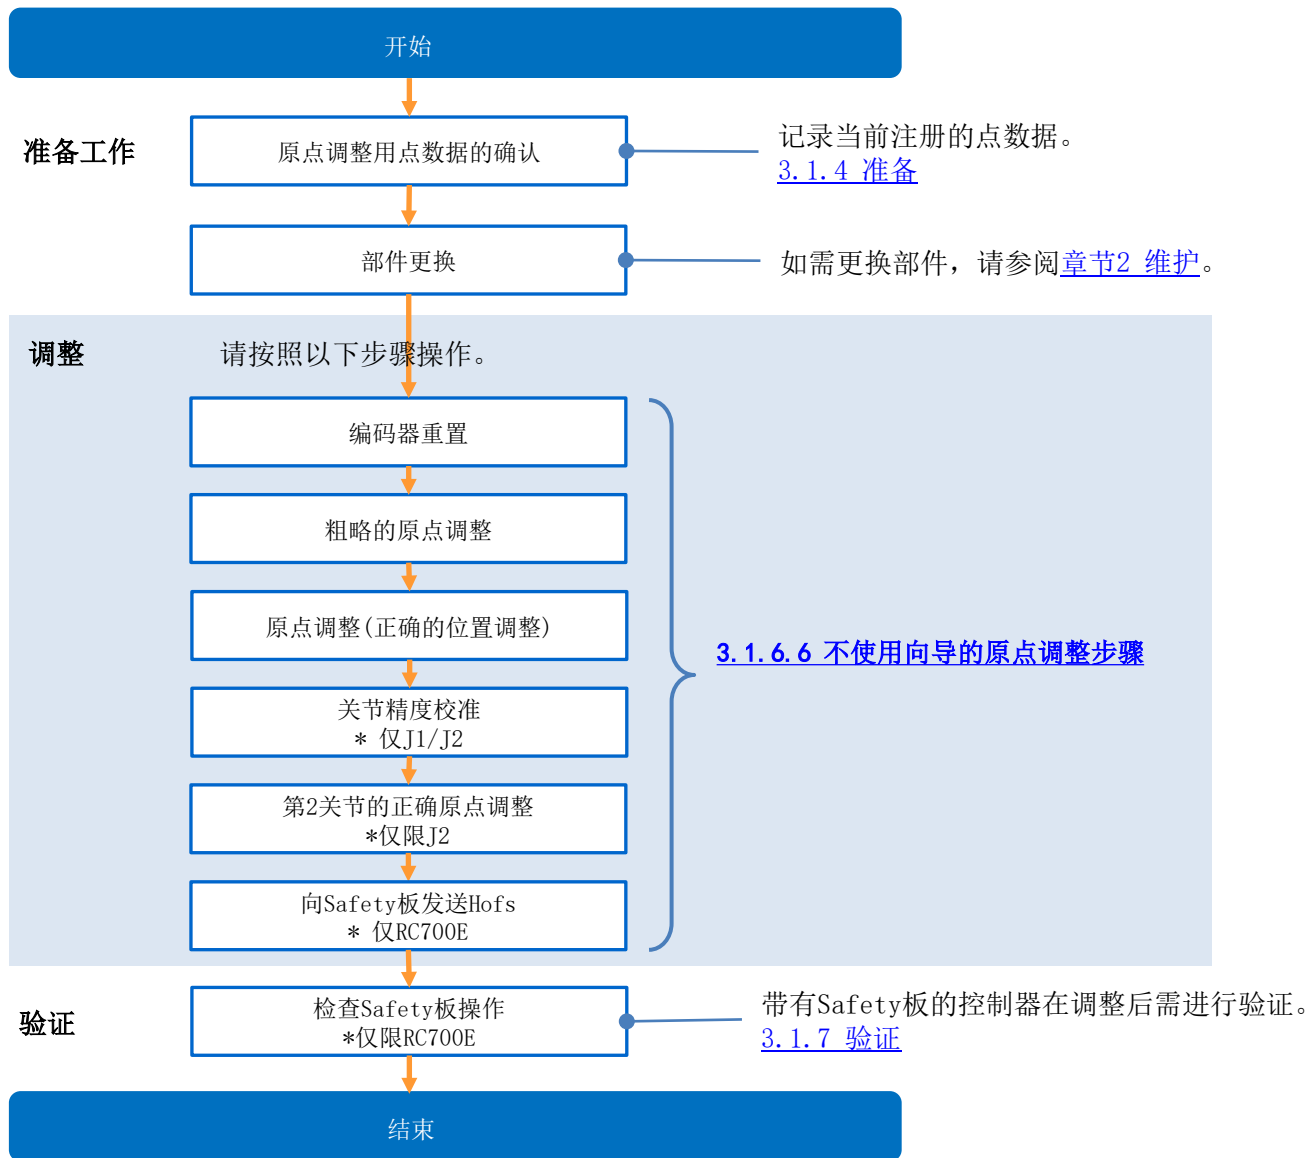 开始
准备工作
原点调整用点数据的确认
记录当前注册的点数据。
3.1.4 准备
部件更换
如需更换部件，请参阅章节2 维护。
调整
请按照以下步骤操作。
编码器重置
粗略的原点调整
原点调整(正确的位置调整)
3.1.6.6 不使用向导的原点调整步骤
关节精度校准
* 仅J1/J2
第2关节的正确原点调整
*仅限J2
向Safety板发送Hofs
* 仅RC700E
验证
检查Safety板操作
*仅限RC700E
带有Safety板的控制器在调整后需进行验证。
3.1.7 验证
结束